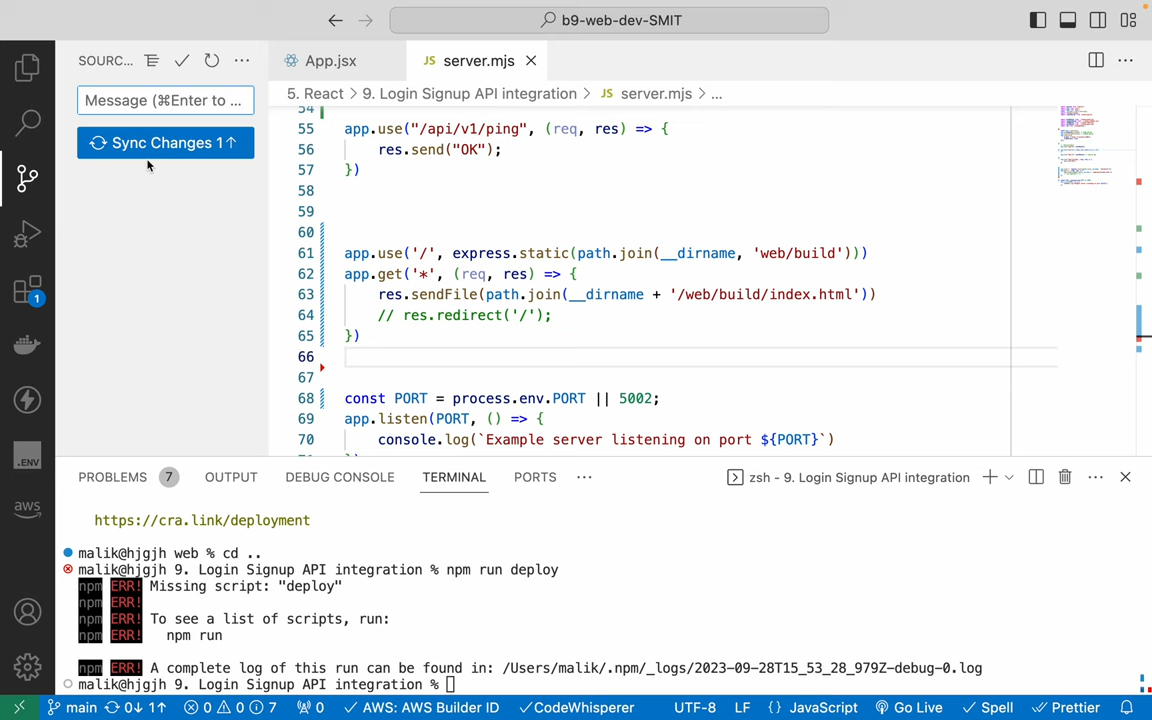 b9-web-dev-SMIT
SOURC...
App.jsx
JS server.mjs
5. React > 9. Login Signup API integration > JS server.mjs > ...
Message (⌘Enter to ...
Sync Changes 1↑
54
55 app.use("/api/v1/ping", (req, res) => {
56 res.send("OK");
57 })
58
59
60
61 app.use('/', express.static(path.join(__dirname, 'web/build')))
62 app.get('*', (req, res) => {
63 res.sendFile(path.join(__dirname + '/web/build/index.html'))
64 // res.redirect('/');
65 })
66
67
68 const PORT = process.env.PORT || 5002;
69 app.listen(PORT, () => {
70 console.log(`Example server listening on port ${PORT}`)
1
.ENV
aws
PROBLEMS 7 OUTPUT DEBUG CONSOLE TERMINAL PORTS ... zsh - 9. Login Signup API integration
https://cra.link/deployment
malik@hjgjh web % cd ..
malik@hjgjh 9. Login Signup API integration % npm run deploy
npm ERR! Missing script: "deploy"
npm ERR!
npm ERR! To see a list of scripts, run:
npm ERR! npm run
npm ERR! A complete log of this run can be found in: /Users/malik/.npm/_logs/2023-09-28T15_53_28_979Z-debug-0.log
malik@hjgjh 9. Login Signup API integration %
main 0↓ 1↑ 0 0 7 0 AWS: AWS Builder ID CodeWhisperer UTF-8 LF {} JavaScript Go Live Spell Prettier